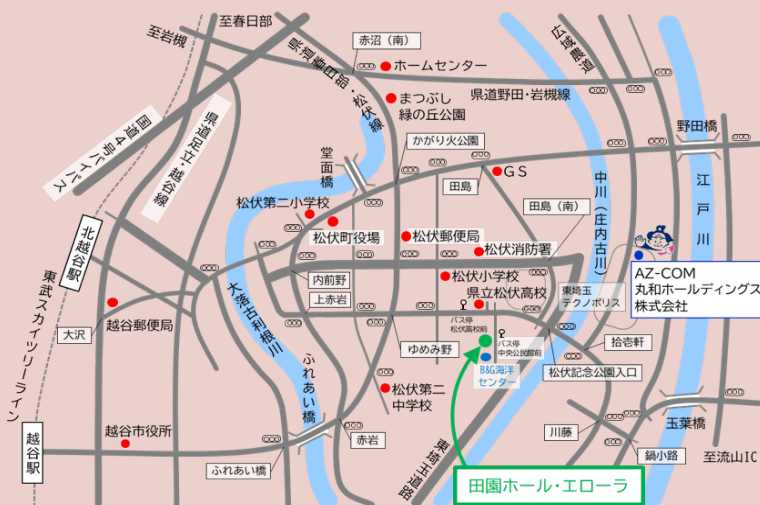 至春日部
至岩槻
赤沼（南）
ホームセンター
県道春日部・松伏線
広域農道
まつぶし
緑の丘公園
県道野田・岩槻線
国道4号バイパス
県道足立・越谷線
かがり火公園
野田橋
堂面橋
GS
田島
中川（庄内古川）
江戸川
松伏第二小学校
田島（南）
松伏町役場
松伏郵便局
松伏消防署
北越谷駅
東武スカイツリーライン
内前野
松伏小学校
AZ-COM
丸和ホールディングス
株式会社
上赤岩
県立松伏高校
東埼玉
テクノポリス
大落古利根川
バス停
松伏高校前
大沢
越谷郵便局
ゆめみ野
バス停
中央公民館前
拾壱軒
B&G海洋
センター
松伏記念公園入口
ふれあい橋
松伏第二
中学校
玉葉橋
越谷市役所
赤岩
川藤
越谷駅
ふれあい橋
東埼玉道路
鍋小路
至流山IC
田園ホール・エローラ